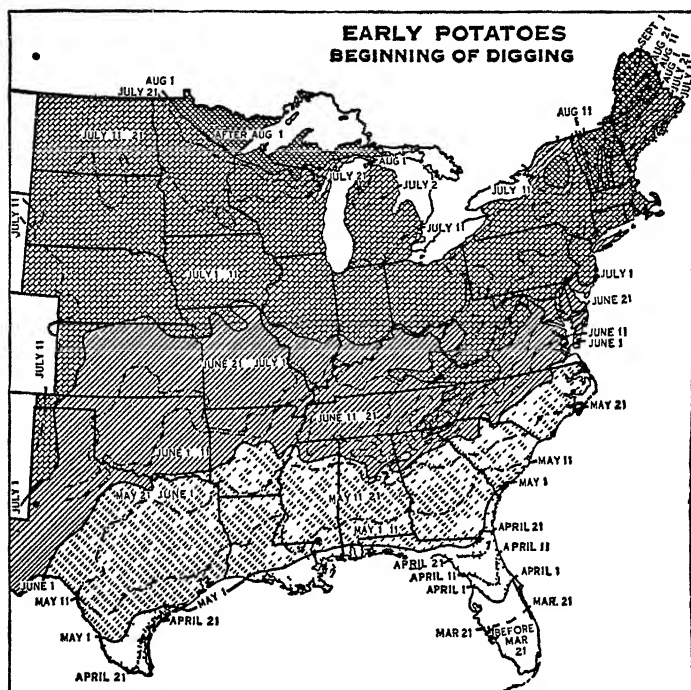 EARLY POTATOES
BEGINNING OF DIGGING
SEPT 1
AUG 21
AUG 11
AUG 1
JULY 21
JULY 11
AUG 1
JULY 21
AUG 11
JULY 11 21
AFTER AUG 1
AUG 1
JULY 21
JULY 2
JULY 11
JULY 11
JULY 11
JULY 1 11
JULY 1
JUNE 21
JUNE 11
JUNE 1
JULY 11
JUNE 21 JULY 1
JUNE 11 21
MAY 21
JUNE 1 11
MAY 11
JULY 1
MAY 21 JUNE 1
MAY 11 21
MAY 1
MAY 1 11
APRIL 21
APRIL 11
APRIL 21
APRIL 11
APRIL 1
APRIL 1
JUNE 1
MAY 11
MAY 1
MAR. 21
APRIL 21
MAY 1
MAR 21
BEFORE
MAR
21
APRIL 21